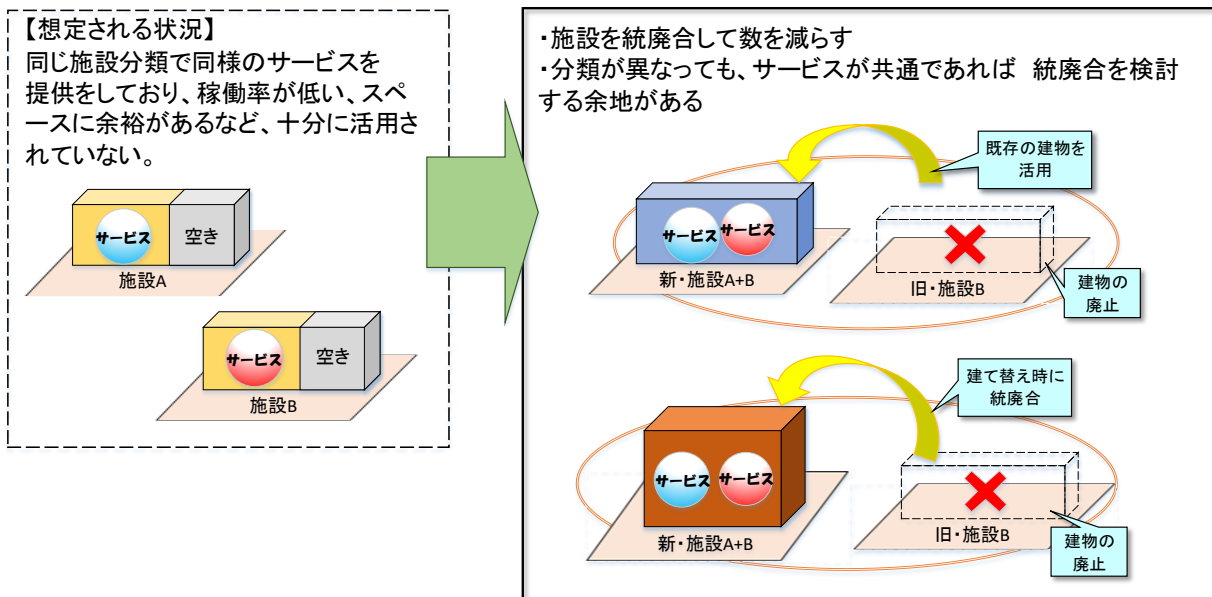 【想定される状況】
同じ施設分類で同様のサービスを
提供をしており、稼働率が低い、スペ
ースに余裕があるなど、十分に活用さ
れていない。
サービス
空き
施設A
サービス
空き
施設B
・施設を統廃合して数を減らす
・分類が異なっても、サービスが共通であれば 統廃合を検討
する余地がある
既存の建物を
活用
サービス
サービス
新・施設A+B
旧・施設B
建物の
廃止
建て替え時に
統廃合
サービス
サービス
新・施設A+B
旧・施設B
建物の
廃止